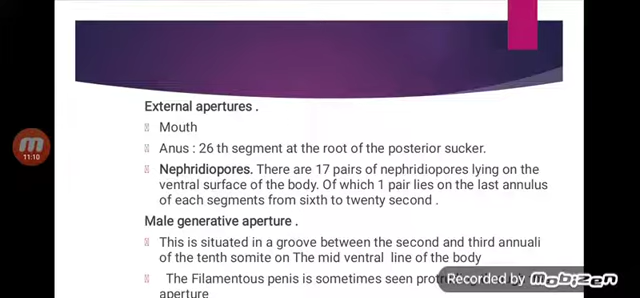 External apertures .
Mouth
Anus : 26 th segment at the root of the posterior sucker.
Nephridiopores. There are 17 pairs of nephridiopores lying on the
ventral surface of the body. Of which 1 pair lies on the last annulus
of each segments from sixth to twenty second .
Male generative aperture .
This is situated in a groove between the second and third annuali
of the tenth somite on The mid ventral line of the body
The Filamentous penis is sometimes seen
aperture
11:10
Recorded by Mobizen